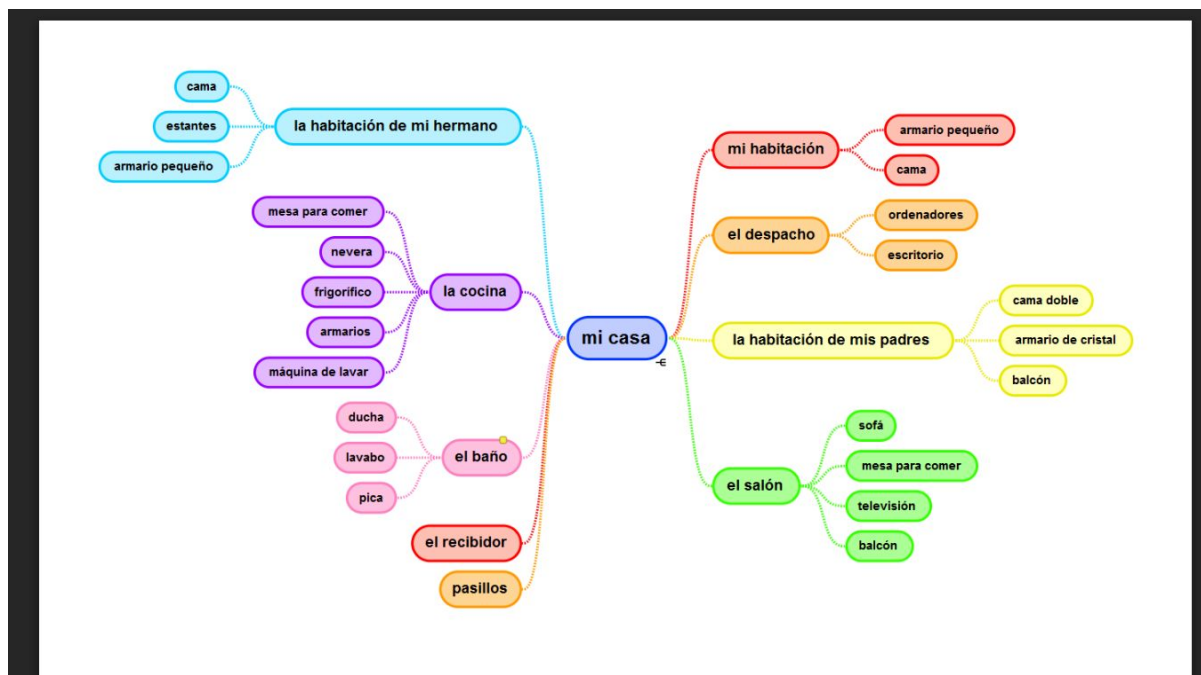 mi casa
la habitación de mi hermano
cama
estantes
armario pequeño
la cocina
mesa para comer
nevera
frigorífico
armarios
máquina de lavar
el baño
ducha
lavabo
pica
el recibidor
pasillos
mi habitación
armario pequeño
cama
el despacho
ordenadores
escritorio
la habitación de mis padres
cama doble
armario de cristal
balcón
el salón
sofá
mesa para comer
televisión
balcón